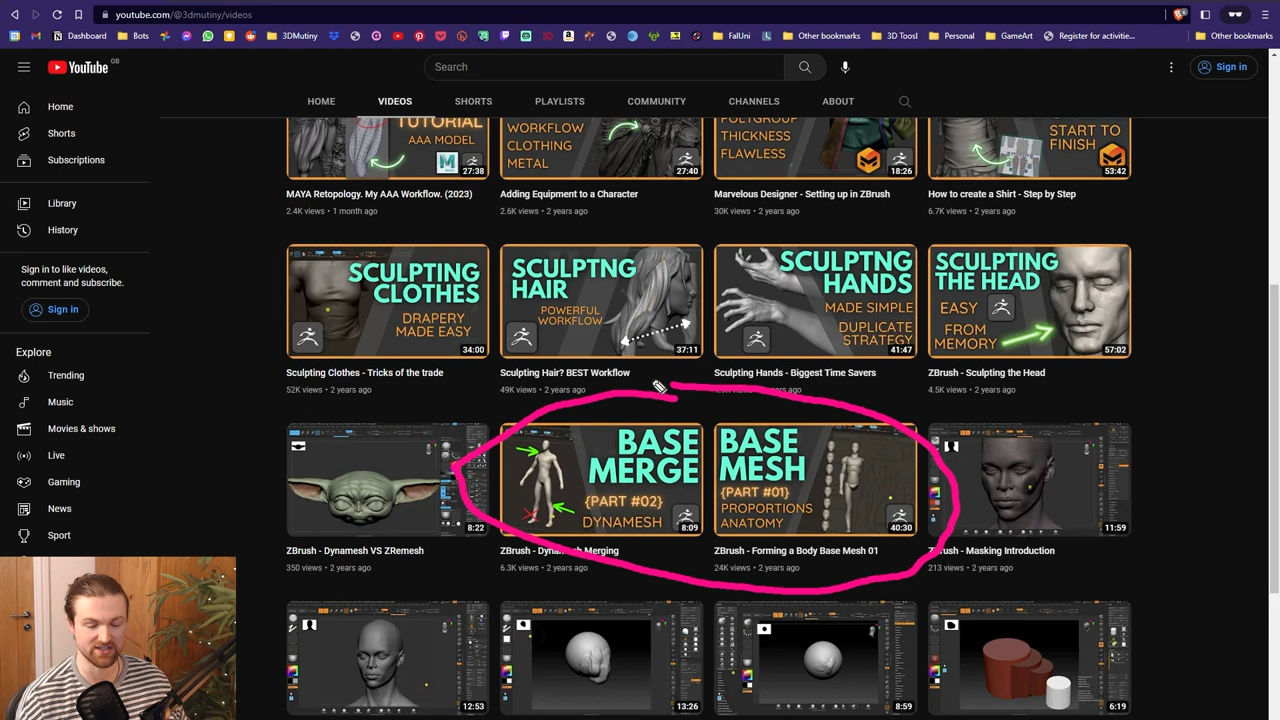 youtube.com/@3dmutiny/videos
Dashboard
Bots
3DMutiny
FalUni
Other bookmarks
3D Toosl
Personal
GameArt
Register for activitie...
Other bookmarks
YouTube GB
Search
Sign in
HOME VIDEOS SHORTS PLAYLISTS COMMUNITY CHANNELS ABOUT
Home
Shorts
Subscriptions
Library
History
Sign in to like videos,
comment and subscribe.
Sign in
Explore
Trending
Music
Movies & shows
Live
Gaming
News
Sport
TUTORIAL
AAA MODEL
27:38
MAYA Retopology. My AAA Workflow. (2023)
2.4K views • 1 month ago
WORKFLOW
CLOTHING
METAL
27:40
Adding Equipment to a Character
2.6K views • 2 years ago
POLYGROUP
THICKNESS
FLAWLESS
18:26
Marvelous Designer - Setting up in ZBrush
30K views • 2 years ago
START TO
FINISH
53:42
How to create a Shirt - Step by Step
6.7K views • 2 years ago
SCULPTING
CLOTHES
DRAPERY
MADE EASY
34:00
Sculpting Clothes - Tricks of the trade
52K views • 2 years ago
SCULPTNG
HAIR
POWERFUL
WORKFLOW
37:11
Sculpting Hair? BEST Workflow
49K views • 2 years ago
SCULPTNG
HANDS
MADE SIMPLE
DUPLICATE
STRATEGY
41:47
Sculpting Hands - Biggest Time Savers
views • 2 years ago
SCULPTING
THE HEAD
EASY
FROM
MEMORY
57:02
ZBrush - Sculpting the Head
4.5K views • 2 years ago
8:22
ZBrush - Dynamesh VS ZRemesh
350 views • 2 years ago
BASE
MERGE
{PART #02}
DYNAMESH
8:09
ZBrush - Dynamesh Merging
6.3K views • 2 years ago
BASE
MESH
{PART #01}
PROPORTIONS
ANATOMY
40:30
ZBrush - Forming a Body Base Mesh 01
24K views • 2 years ago
11:59
ZBrush - Masking Introduction
213 views • 2 years ago
12:53
13:26
8:59
6:19